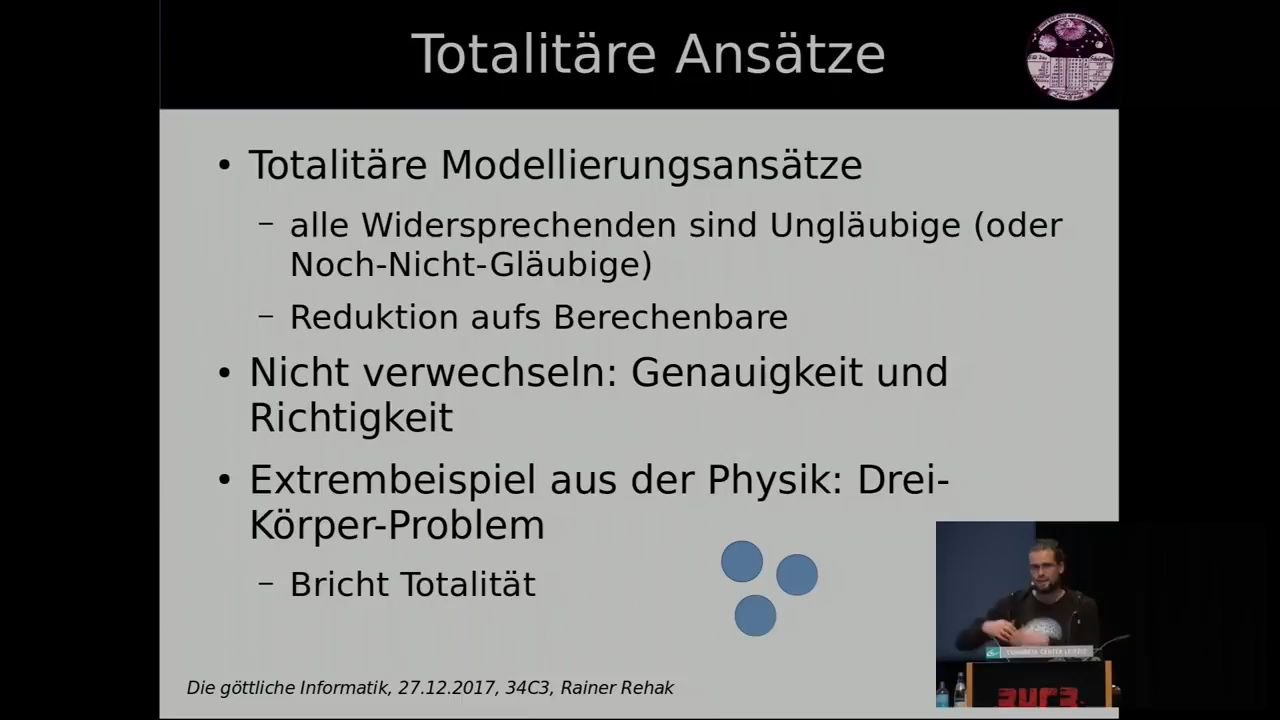 Totalitäre Ansätze
• Totalitäre Modellierungsansätze
– alle Widersprechenden sind Ungläubige (oder
Noch-Nicht-Gläubige)
– Reduktion aufs Berechenbare
• Nicht verwechseln: Genauigkeit und
Richtigkeit
• Extrembeispiel aus der Physik: Drei-
Körper-Problem
– Bricht Totalität
Die göttliche Informatik, 27.12.2017, 34C3, Rainer Rehak